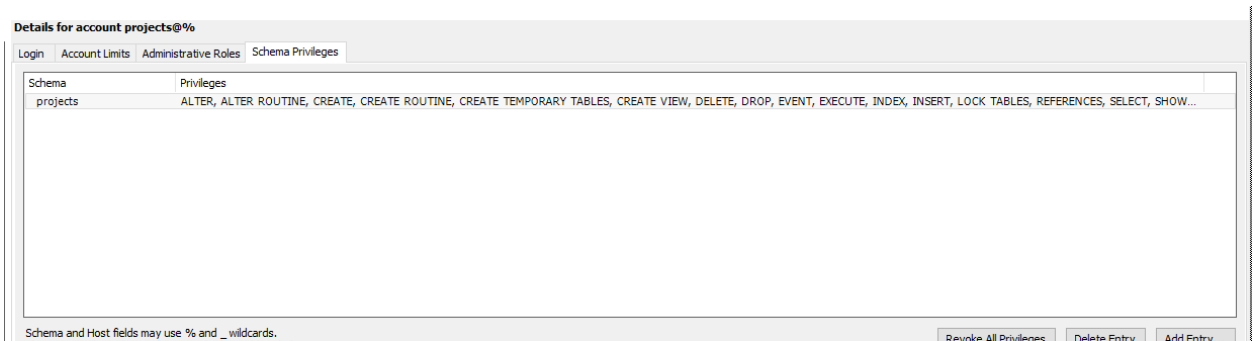 Details for account projects@%
Login Account Limits Administrative Roles Schema Privileges
Schema Privileges
projects ALTER, ALTER ROUTINE, CREATE, CREATE ROUTINE, CREATE TEMPORARY TABLES, CREATE VIEW, DELETE, DROP, EVENT, EXECUTE, INDEX, INSERT, LOCK TABLES, REFERENCES, SELECT, SHOW...
Schema and Host fields may use % and _ wildcards.
Revoke All Privileges Delete Entry Add Entry...